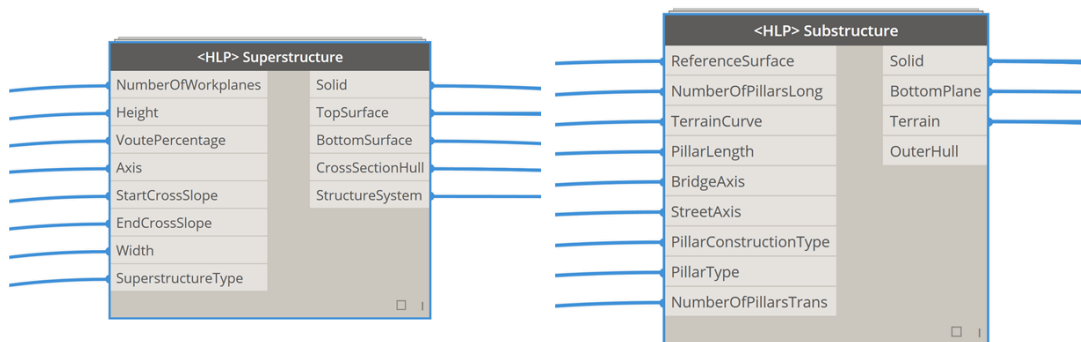 <HLP> Superstructure
NumberOfWorkplanes
Height
VoutePercentage
Axis
StartCrossSlope
EndCrossSlope
Width
SuperstructureType
Solid
TopSurface
BottomSurface
CrossSectionHull
StructureSystem
<HLP> Substructure
ReferenceSurface
NumberOfPillarsLong
TerrainCurve
PillarLength
BridgeAxis
StreetAxis
PillarConstructionType
PillarType
NumberOfPillarsTrans
Solid
BottomPlane
Terrain
OuterHull